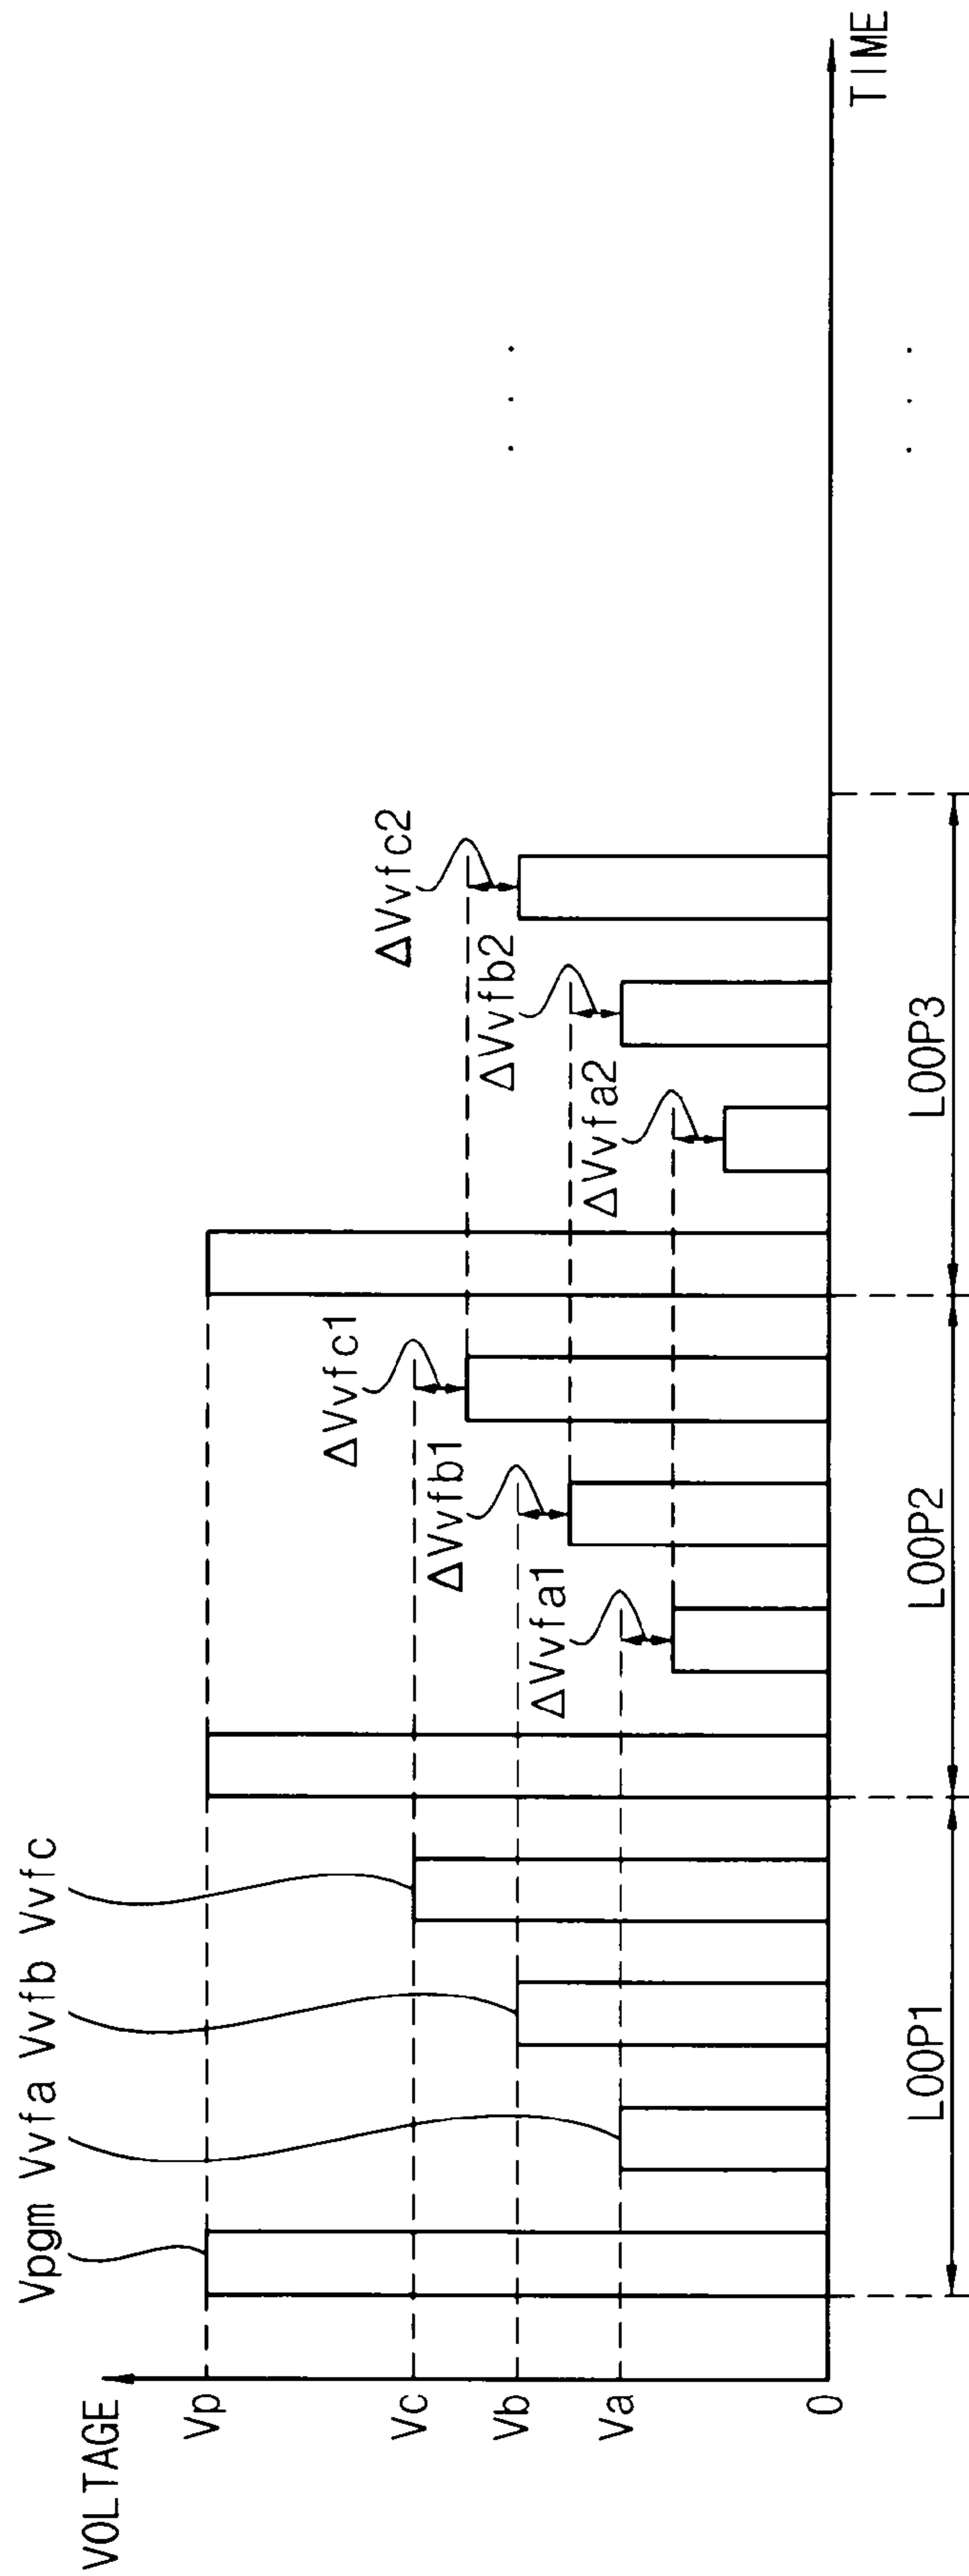 VOLTAGE
Vpgm Vvfa Vvfb Vvfc
Vp
Vc
Vb
Va
0
ΔVvfa1
ΔVvfb1
ΔVvfc1
ΔVvfa2
ΔVvfb2
ΔVvfc2
. . .
TIME
LOOP1
LOOP2
LOOP3
. . .